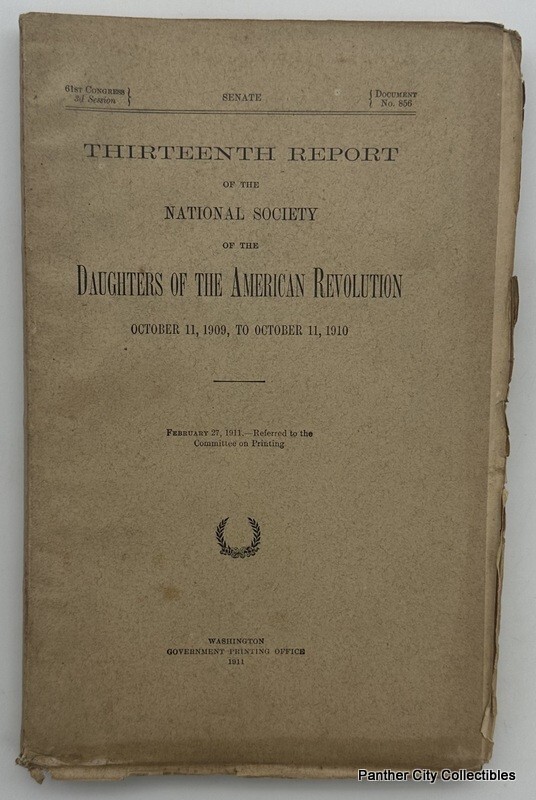 61ST CONGRESS
3d Session
SENATE
DOCUMENT
No. 856
THIRTEENTH REPORT
OF THE
NATIONAL SOCIETY
OF THE
DAUGHTERS OF THE AMERICAN REVOLUTION
OCTOBER 11, 1909, TO OCTOBER 11, 1910
FEBRUARY 27, 1911.—Referred to the
Committee on Printing
WASHINGTON
GOVERNMENT PRINTING OFFICE
1911
Panther City Collectibles